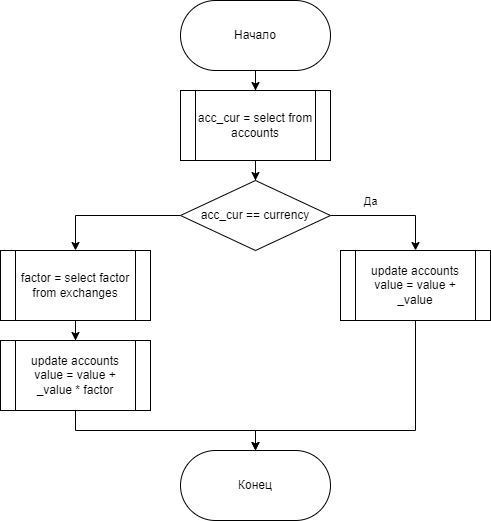 Начало
acc_cur = select from
accounts
acc_cur == currency
Да
factor = select factor
from exchanges
update accounts
value = value +
_value
update accounts
value = value +
_value * factor
Конец